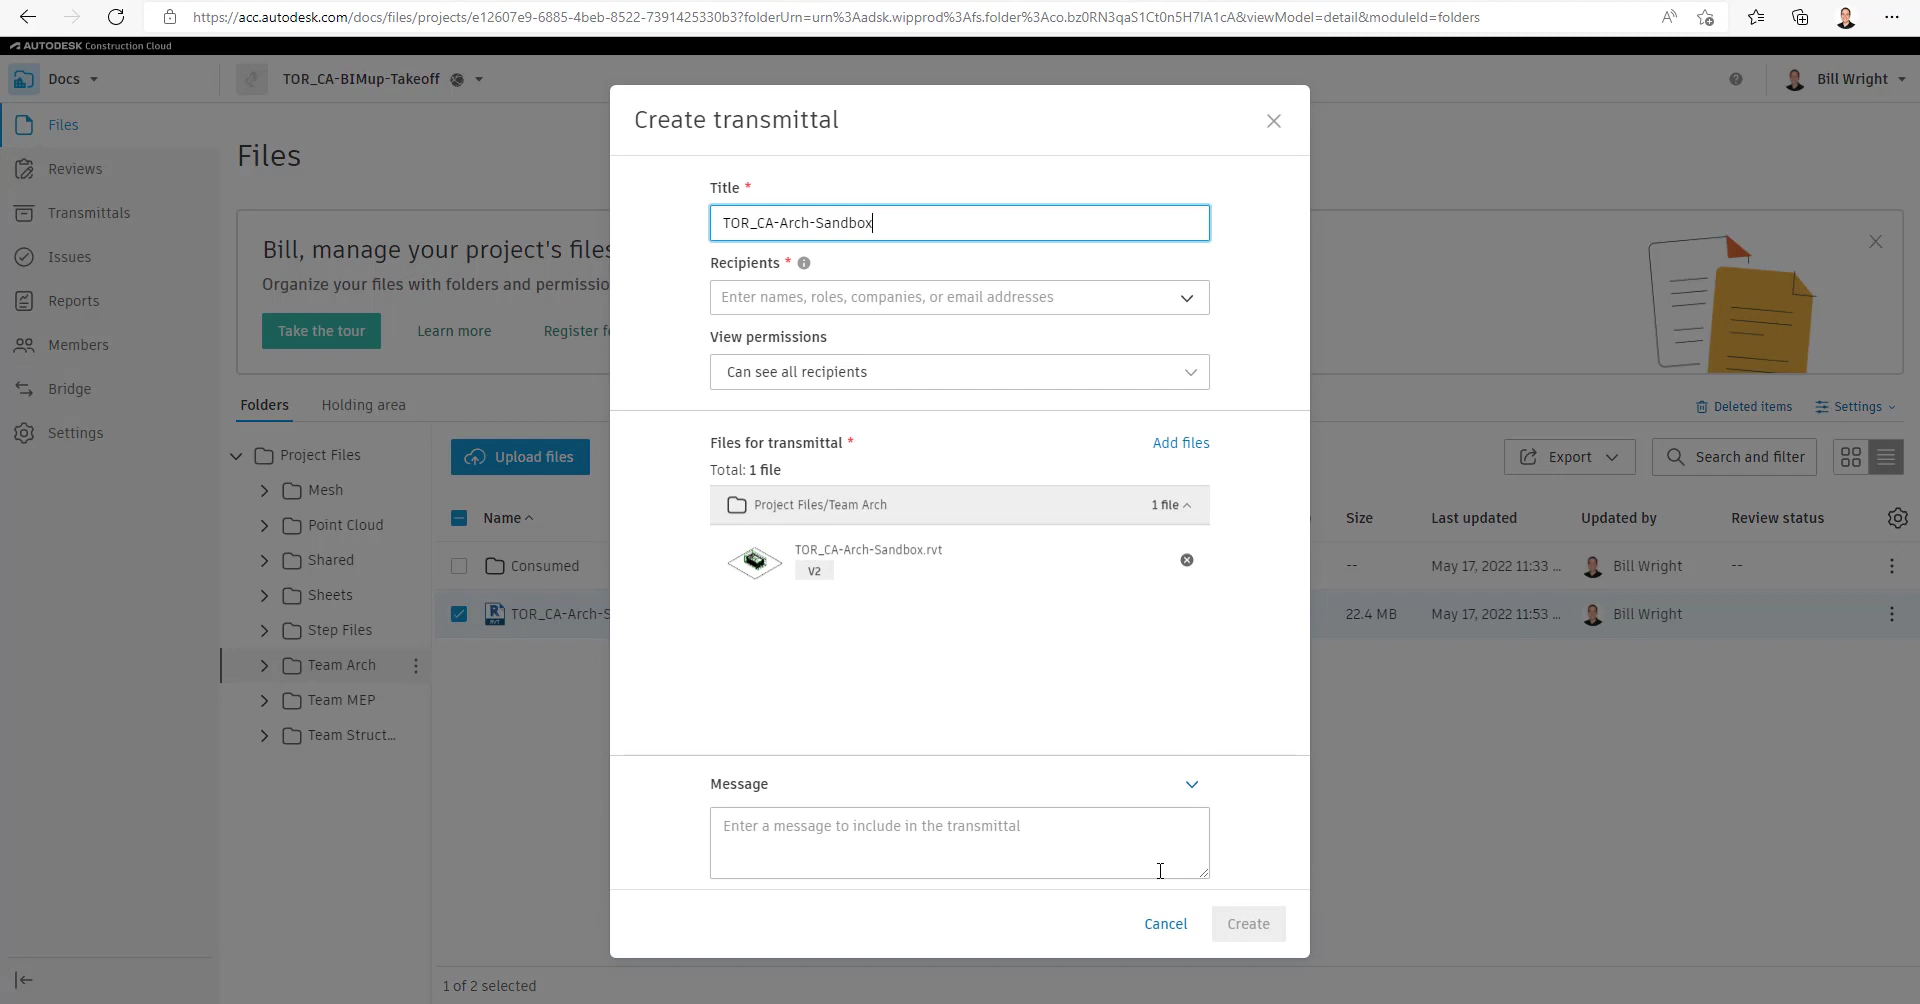 https://acc.autodesk.com/docs/files/projects/e12607e9-6885-4beb-8522-7391425330b3?folderUrn=urn%3Aadsk.wipprod%3Afs.folder%3Aco.bz0RN3qaS1Ct0n5H7lA1cA&viewModel=detail&moduleId=folders
AUTODESK Construction Cloud
Docs
TOR_CA-BIMup-Takeoff
Bill Wright
Files
Reviews
Transmittals
Issues
Reports
Members
Bridge
Settings
Files
Bill, manage your project's files
Organize your files with folders and permissio
Take the tour
Learn more
Register f
Folders
Holding area
Deleted items
Settings
Project Files
Mesh
Point Cloud
Shared
Sheets
Step Files
Team Arch
Team MEP
Team Struct...
Upload files
Export
Search and filter
Name
Size
Last updated
Updated by
Review status
Consumed
--
May 17, 2022 11:33 ...
Bill Wright
--
RVT
TOR_CA-Arch-S
22.4 MB
May 17, 2022 11:53 ...
Bill Wright
1 of 2 selected
Create transmittal
Title *
TOR_CA-Arch-Sandbox
Recipients *
Enter names, roles, companies, or email addresses
View permissions
Can see all recipients
Files for transmittal *
Add files
Total: 1 file
Project Files/Team Arch
1 file
TOR_CA-Arch-Sandbox.rvt
V2
Message
Enter a message to include in the transmittal
Cancel
Create